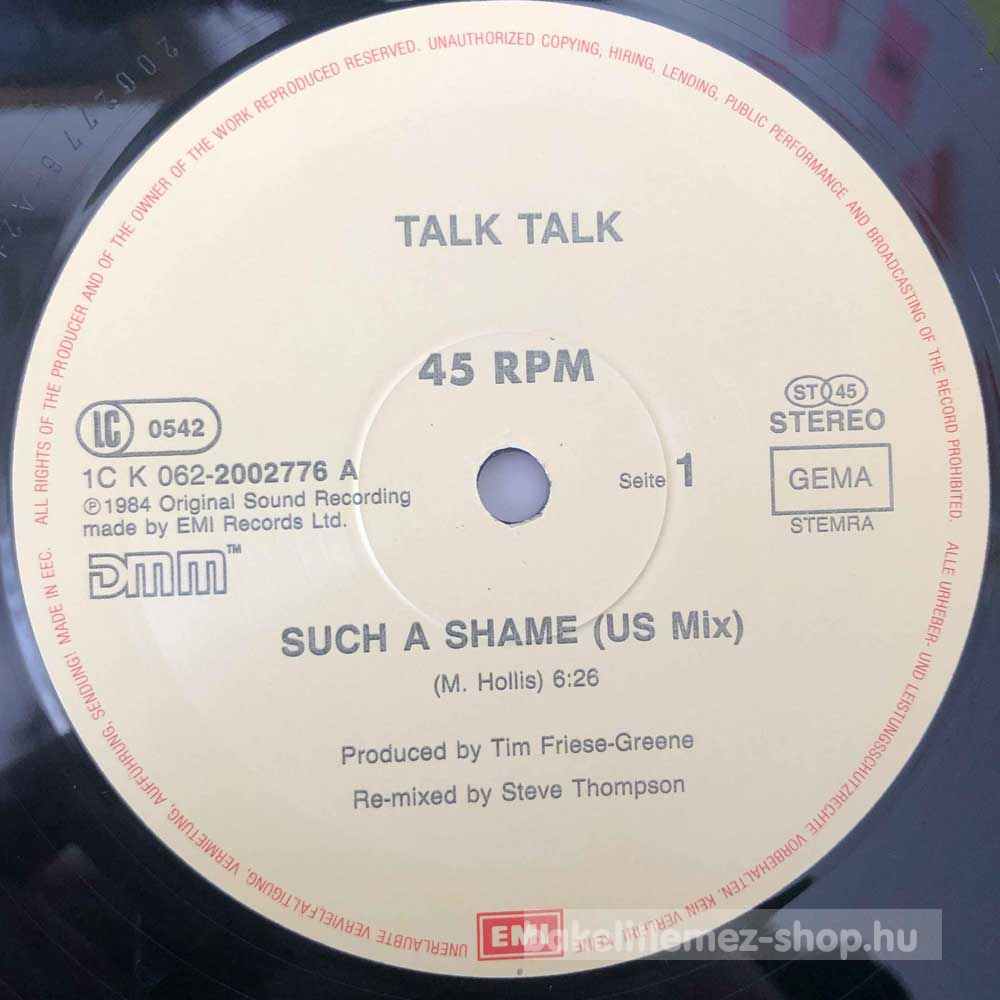 TALK TALK
45 RPM
LC 0542
1C K 062-2002776 A
℗1984 Original Sound Recording
made by EMI Records Ltd.
DMM™
Seite 1
ST 45
STEREO
GEMA
STEMRA
SUCH A SHAME (US Mix)
(M. Hollis) 6:26
Produced by Tim Friese-Greene
Re-mixed by Steve Thompson
EMI
ALL RIGHTS OF THE PRODUCER AND OF THE OWNER OF THE WORK REPRODUCED RESERVED. UNAUTHORIZED COPYING, HIRING, LENDING, PUBLIC PERFORMANCE AND BROADCASTING OF THE RECORD PROHIBITED.
ALLE URHEBER- UND LEISTUNGSSCHUTZRECHTE VORBEHALTEN. KEIN VERLEIH!
UNERLAUBTE VERVIELFÄLTIGUNG, VERMIETUNG, AUFFÜHRUNG, SENDUNG! MADE IN EEC.
bakelitlemez-shop.hu